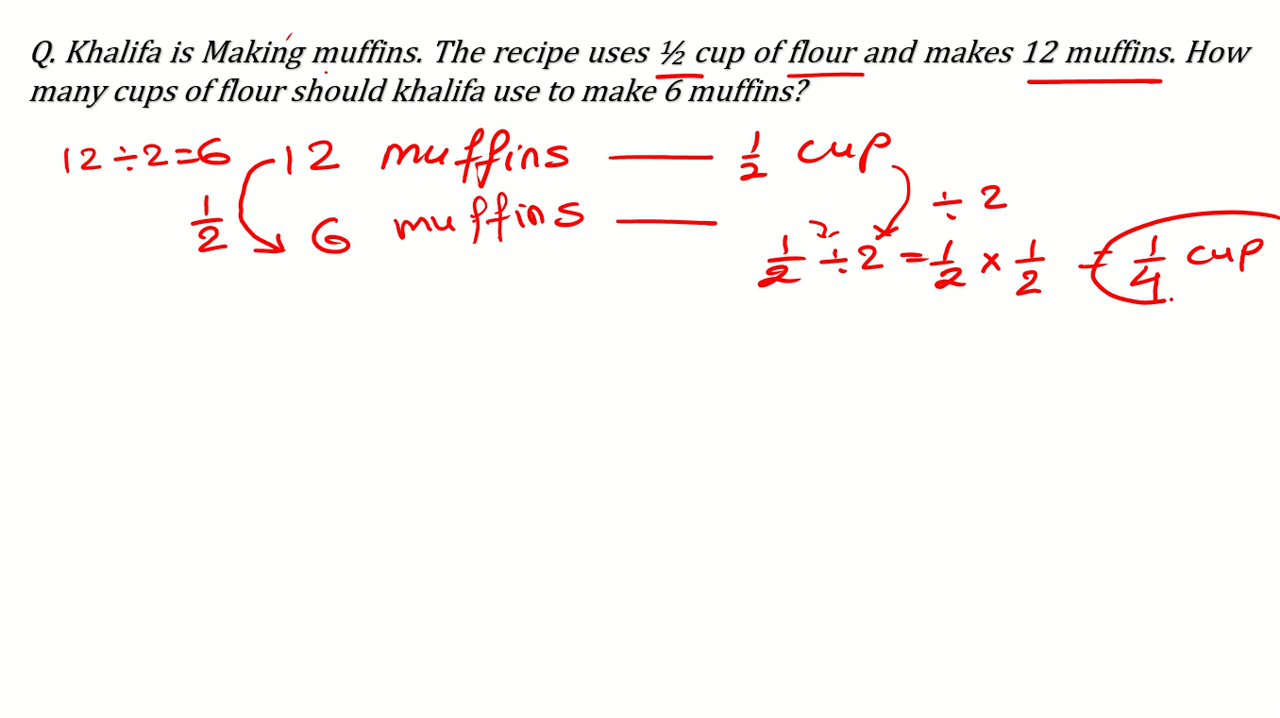 Q. Khalifa is Making muffins. The recipe uses ½ cup of flour and makes 12 muffins. How
many cups of flour should khalifa use to make 6 muffins?
12 ÷ 2 = 6 12 muffins — 1/2 cup
÷ 2
1/2 6 muffins —
1/2 ÷ 2 = 1/2 × 1/2 = 1/4 cup